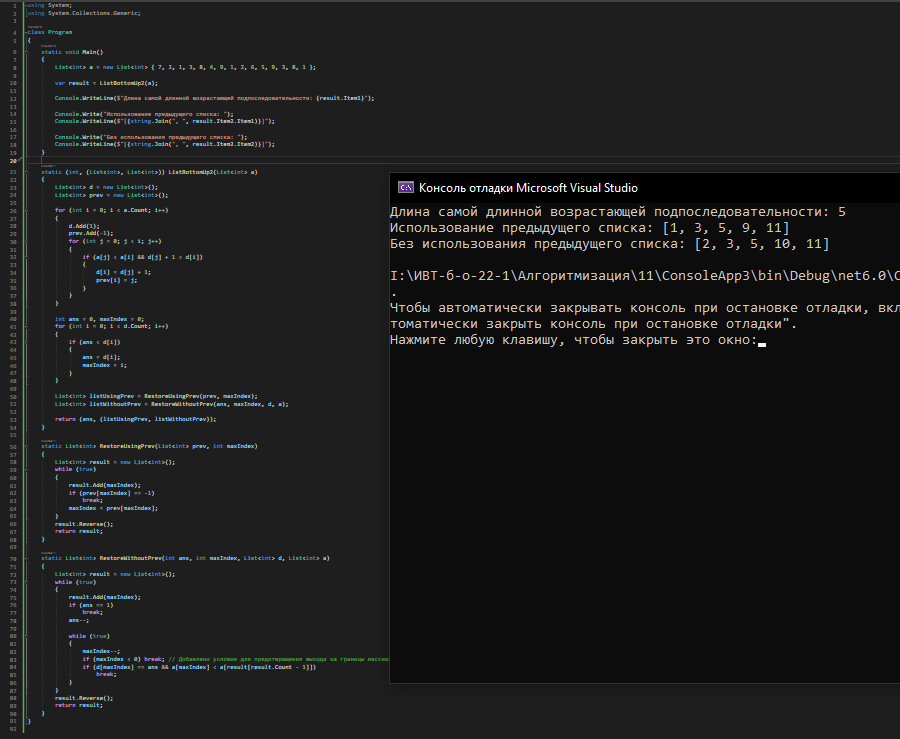 using System;
using System.Collections.Generic;
class Program
{
static void Main()
{
List<int> a = new List<int> { 7, 2, 1, 3, 8, 4, 9, 1, 2, 6, 5, 9, 3, 8, 1 };
var result = ListBottomUp2(a);
Console.WriteLine($"Длина самой длинной возрастающей подпоследовательности: {result.Item1}");
Console.Write("Использование предыдущего списка: ");
Console.WriteLine($"[{string.Join(", ", result.Item2.Item1)}]");
Console.Write("Без использования предыдущего списка: ");
Console.WriteLine($"[{string.Join(", ", result.Item2.Item2)}]");
}
static (int, (List<int>, List<int>)) ListBottomUp2(List<int> a)
{
List<int> d = new List<int>();
List<int> prev = new List<int>();
for (int i = 0; i < a.Count; i++)
{
d.Add(1);
prev.Add(-1);
for (int j = 0; j < i; j++)
{
if (a[j] < a[i] && d[j] + 1 > d[i])
{
d[i] = d[j] + 1;
prev[i] = j;
}
}
}
int ans = 0, maxIndex = 0;
for (int i = 0; i < d.Count; i++)
{
if (ans < d[i])
{
ans = d[i];
maxIndex = i;
}
}
List<int> listUsingPrev = RestoreUsingPrev(prev, maxIndex);
List<int> listWithoutPrev = RestoreWithoutPrev(ans, maxIndex, d, a);
return (ans, (listUsingPrev, listWithoutPrev));
}
static List<int> RestoreUsingPrev(List<int> prev, int maxIndex)
{
List<int> result = new List<int>();
while (true)
{
result.Add(maxIndex);
if (prev[maxIndex] == -1)
break;
maxIndex = prev[maxIndex];
}
result.Reverse();
return result;
}
static List<int> RestoreWithoutPrev(int ans, int maxIndex, List<int> d, List<int> a)
{
List<int> result = new List<int>();
while (true)
{
result.Add(maxIndex);
if (ans == 1)
break;
ans--;
while (true)
{
maxIndex--;
if (maxIndex < 0) break; // Добавлено условие для предотвращения выхода за границы массив
if (d[maxIndex] == ans && a[maxIndex] < a[result[result.Count - 1]])
break;
}
}
result.Reverse();
return result;
}
}
Консоль отладки Microsoft Visual Studio
Длина самой длинной возрастающей подпоследовательности: 5
Использование предыдущего списка: [1, 3, 5, 9, 11]
Без использования предыдущего списка: [2, 3, 5, 10, 11]
I:\ИВТ-б-о-22-1\Алгоритмизация\11\ConsoleApp3\bin\Debug\net6.0\C
.
Чтобы автоматически закрывать консоль при остановке отладки, вкл
томатически закрыть консоль при остановке отладки".
Нажмите любую клавишу, чтобы закрыть это окно: